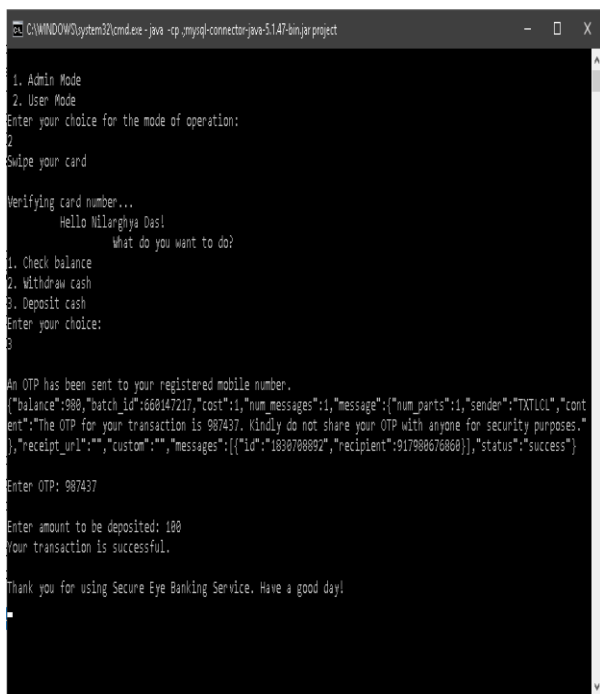 C:\WINDOWS\system32\cmd.exe - java -cp .;mysql-connector-java-5.1.47-bin.jar project
1. Admin Mode
2. User Mode
Enter your choice for the mode of operation:
2
Swipe your card
Verifying card number...
Hello Nilarghya Das!
What do you want to do?
1. Check balance
2. Withdraw cash
3. Deposit cash
Enter your choice:
3
An OTP has been sent to your registered mobile number.
{"balance":980,"batch_id":660147217,"cost":1,"num_messages":1,"message":{"num_parts":1,"sender":"TXTLCL","cont
ent":"The OTP for your transaction is 987437. Kindly do not share your OTP with anyone for security purposes."
},"receipt_url":"","custom":"","messages":[{"id":"1830708892","recipient":917980676860}],"status":"success"}
Enter OTP: 987437
Enter amount to be deposited: 100
Your transaction is successful.
Thank you for using Secure Eye Banking Service. Have a good day!